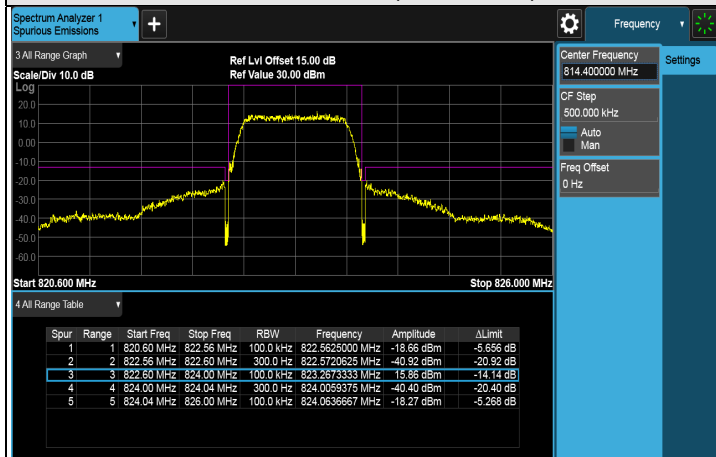 Spectrum Analyzer 1
Spurious Emissions
+
Frequency
3 All Range Graph
Ref Lvl Offset 15.00 dB
Scale/Div 10.0 dB
Ref Value 30.00 dBm
Log
20.0
10.0
0.00
-10.0
-20.0
-30.0
-40.0
-50.0
-60.0
Start 820.600 MHz
Stop 826.000 MHz
Center Frequency
814.400000 MHz
Settings
CF Step
500.000 kHz
Auto
Man
Freq Offset
0 Hz
4 All Range Table
Spur Range Start Freq Stop Freq RBW Frequency Amplitude ΔLimit
1 1 820.60 MHz 822.56 MHz 100.0 kHz 822.5625000 MHz -18.66 dBm -5.656 dB
2 2 822.56 MHz 822.60 MHz 300.0 Hz 822.5720625 MHz -40.92 dBm -20.92 dB
3 3 822.60 MHz 824.00 MHz 100.0 kHz 823.2673333 MHz 15.86 dBm -14.14 dB
4 4 824.00 MHz 824.04 MHz 300.0 Hz 824.0059375 MHz -40.40 dBm -20.40 dB
5 5 824.04 MHz 826.00 MHz 100.0 kHz 824.0636667 MHz -18.27 dBm -5.268 dB